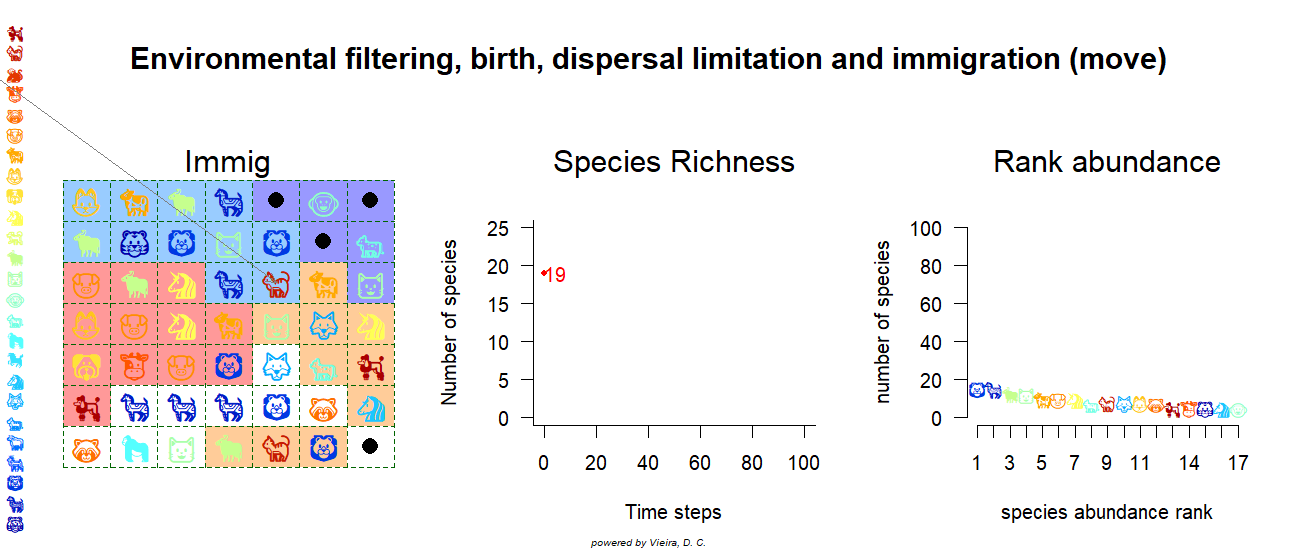 Environmental filtering, birth, dispersal limitation and immigration (move)
Immig
Species Richness
Number of species
25
20
15
10
5
0
19
0 20 40 60 80 100
Time steps
Rank abundance
number of species
100
80
60
40
20
0
1 3 5 7 9 11 14 17
species abundance rank
powered by Vieira, D. C.